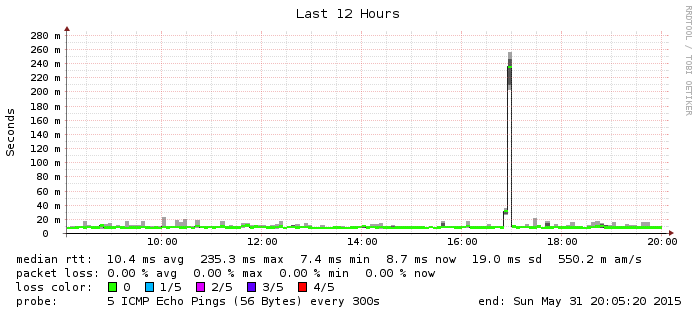 Last 12 Hours
RRDTOOL / TOBI OETIKER
Seconds
280 m
260 m
240 m
220 m
200 m
180 m
160 m
140 m
120 m
100 m
80 m
60 m
40 m
20 m
0
10:00 12:00 14:00 16:00 18:00 20:00
median rtt: 10.4 ms avg 235.3 ms max 7.4 ms min 8.7 ms now 19.0 ms sd 550.2 m am/s
packet loss: 0.00 % avg 0.00 % max 0.00 % min 0.00 % now
loss color: 0 1/5 2/5 3/5 4/5
probe: 5 ICMP Echo Pings (56 Bytes) every 300s end: Sun May 31 20:05:20 2015